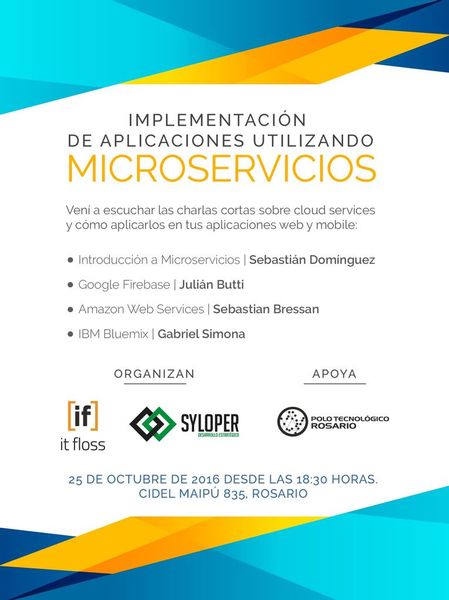 IMPLEMENTACIÓN
DE APLICACIONES UTILIZANDO
MICROSERVICIOS
Vení a escuchar las charlas cortas sobre cloud services
y cómo aplicarlos en tus aplicaciones web y mobile:
• Introducción a Microservicios | Sebastián Domínguez
• Google Firebase | Julián Butti
• Amazon Web Services | Sebastian Bressan
• IBM Bluemix | Gabriel Simona
ORGANIZAN
APOYA
[if]
it floss
SYLOPER
DESARROLLO ESTRATÉGICO
POLO TECNOLÓGICO
ROSARIO
25 DE OCTUBRE DE 2016 DESDE LAS 18:30 HORAS.
CIDEL MAIPÚ 835, ROSARIO